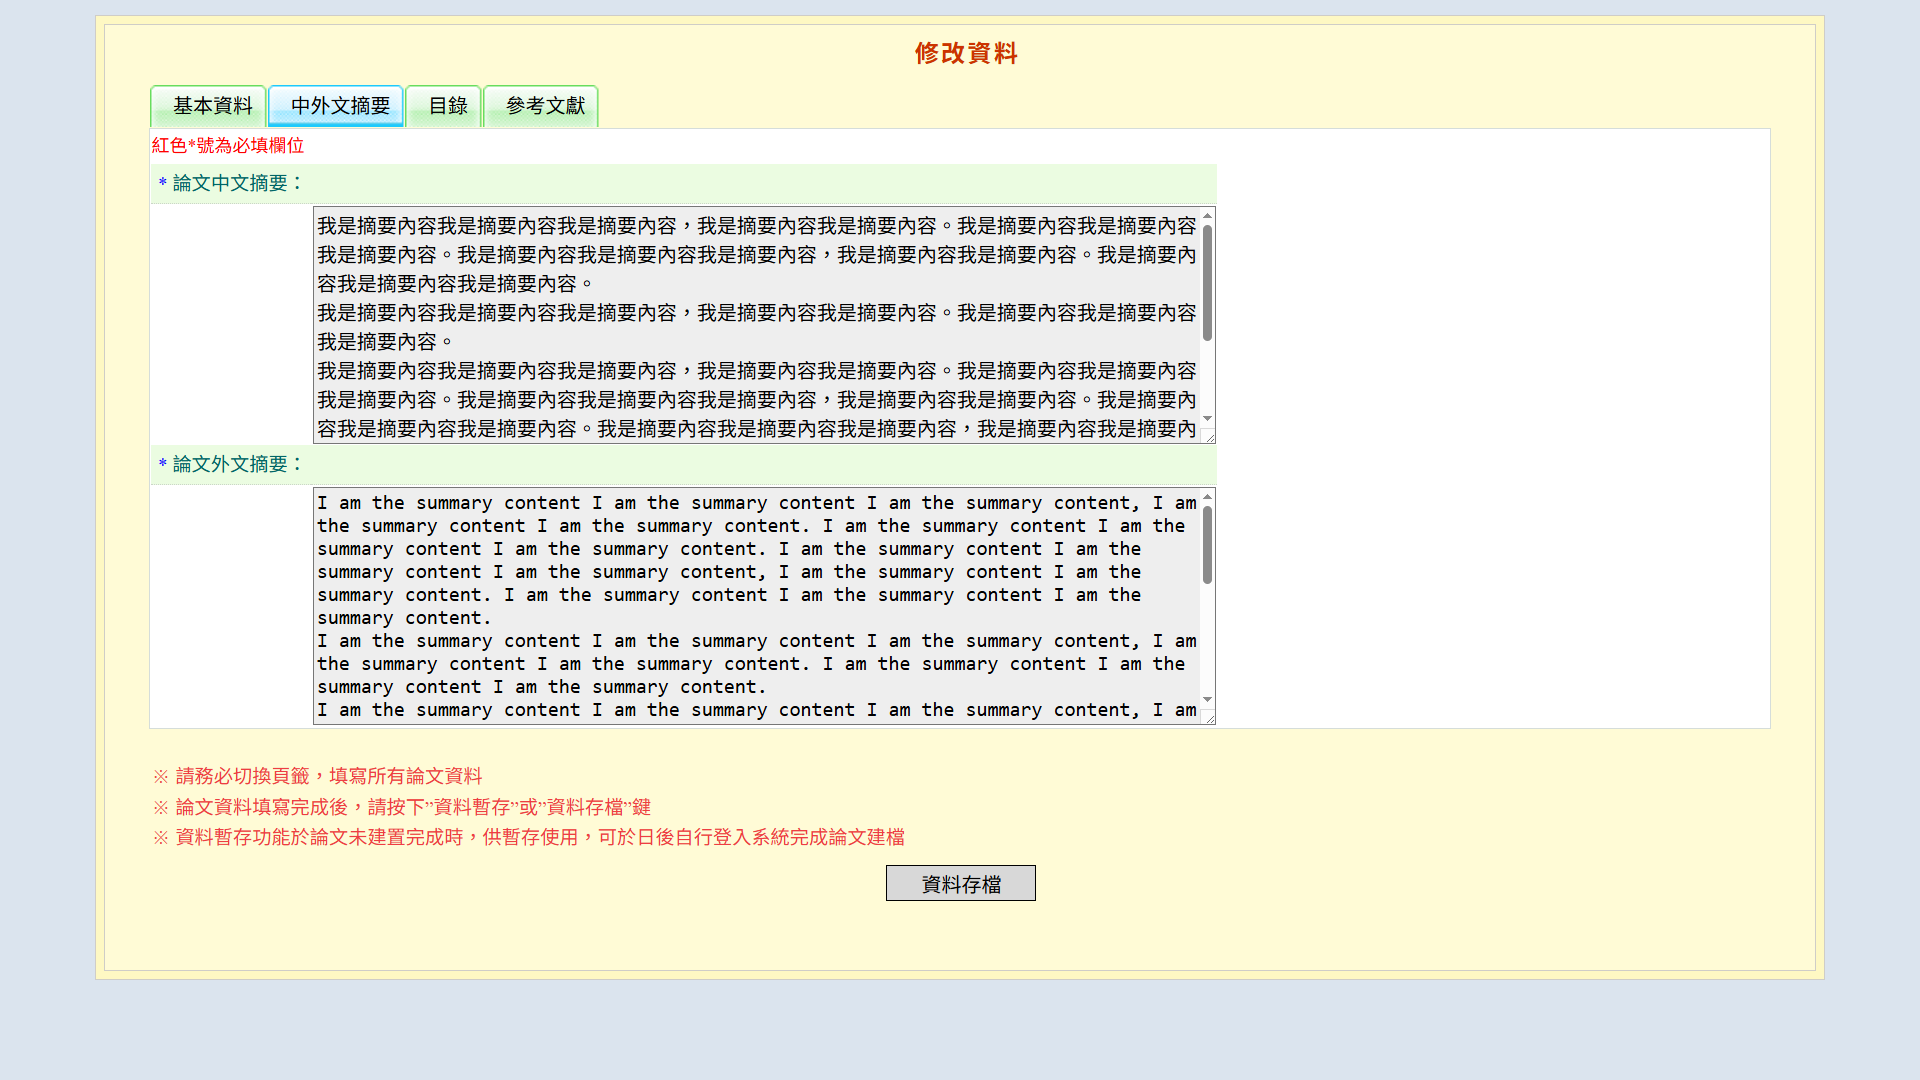 修改資料
基本資料
中外文摘要
目錄
參考文獻
紅色*號為必填欄位
* 論文中文摘要：
我是摘要內容我是摘要內容我是摘要內容，我是摘要內容我是摘要內容。我是摘要內容我是摘要內容
我是摘要內容。我是摘要內容我是摘要內容我是摘要內容，我是摘要內容我是摘要內容。我是摘要內
容我是摘要內容我是摘要內容。
我是摘要內容我是摘要內容我是摘要內容，我是摘要內容我是摘要內容。我是摘要內容我是摘要內容
我是摘要內容。
我是摘要內容我是摘要內容我是摘要內容，我是摘要內容我是摘要內容。我是摘要內容我是摘要內容
我是摘要內容。我是摘要內容我是摘要內容我是摘要內容，我是摘要內容我是摘要內容。我是摘要內
容我是摘要內容我是摘要內容。我是摘要內容我是摘要內容我是摘要內容，我是摘要內容我是摘要內
* 論文外文摘要：
I am the summary content I am the summary content I am the summary content, I am
the summary content I am the summary content. I am the summary content I am the
summary content I am the summary content. I am the summary content I am the
summary content I am the summary content, I am the summary content I am the
summary content. I am the summary content I am the summary content I am the
summary content.
I am the summary content I am the summary content I am the summary content, I am
the summary content I am the summary content. I am the summary content I am the
summary content I am the summary content.
I am the summary content I am the summary content I am the summary content, I am
※ 請務必切換頁籤，填寫所有論文資料
※ 論文資料填寫完成後，請按下”資料暫存”或”資料存檔”鍵
※ 資料暫存功能於論文未建置完成時，供暫存使用，可於日後自行登入系統完成論文建檔
資料存檔